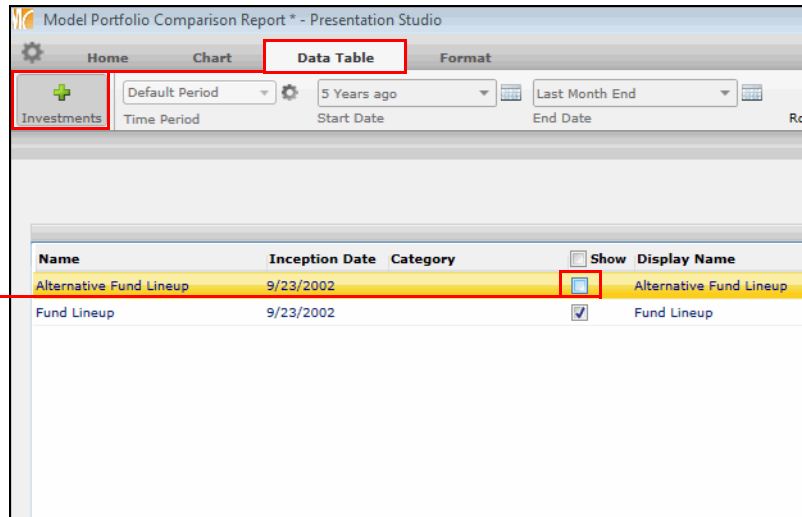 Model Portfolio Comparison Report * - Presentation Studio
Home Chart Data Table Format
Default Period 5 Years ago Last Month End
Investments Time Period Start Date End Date
Name Inception Date Category Show Display Name
Alternative Fund Lineup 9/23/2002 Alternative Fund Lineup
Fund Lineup 9/23/2002 Fund Lineup